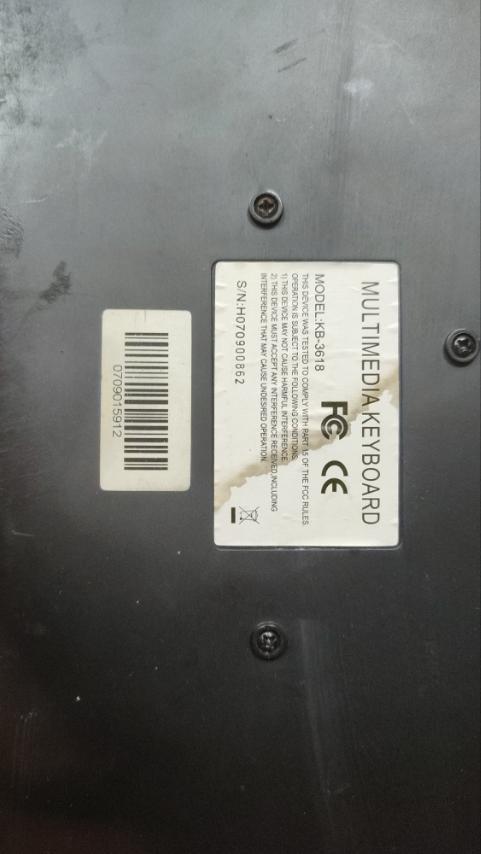 MULTIMEDIA KEYBOARD
MODEL:KB-3618
FC CE
THIS DEVICE WAS TESTED TO COMPLY WITH PART 15 OF THE FCC RULES
OPERATION IS SUBJECT TO THE FOLLOWING CONDITIONS:
1) THIS DEVICE MAY NOT CAUSE HARMFUL INTERFERENCE.
2) THIS DEVICE MUST ACCEPT ANY INTERFERENCE RECEIVED,INCLUDING
INTERFERENCE THAT MAY CAUSE UNDESIRED OPERATION.
S/N:H070900862
0709015912